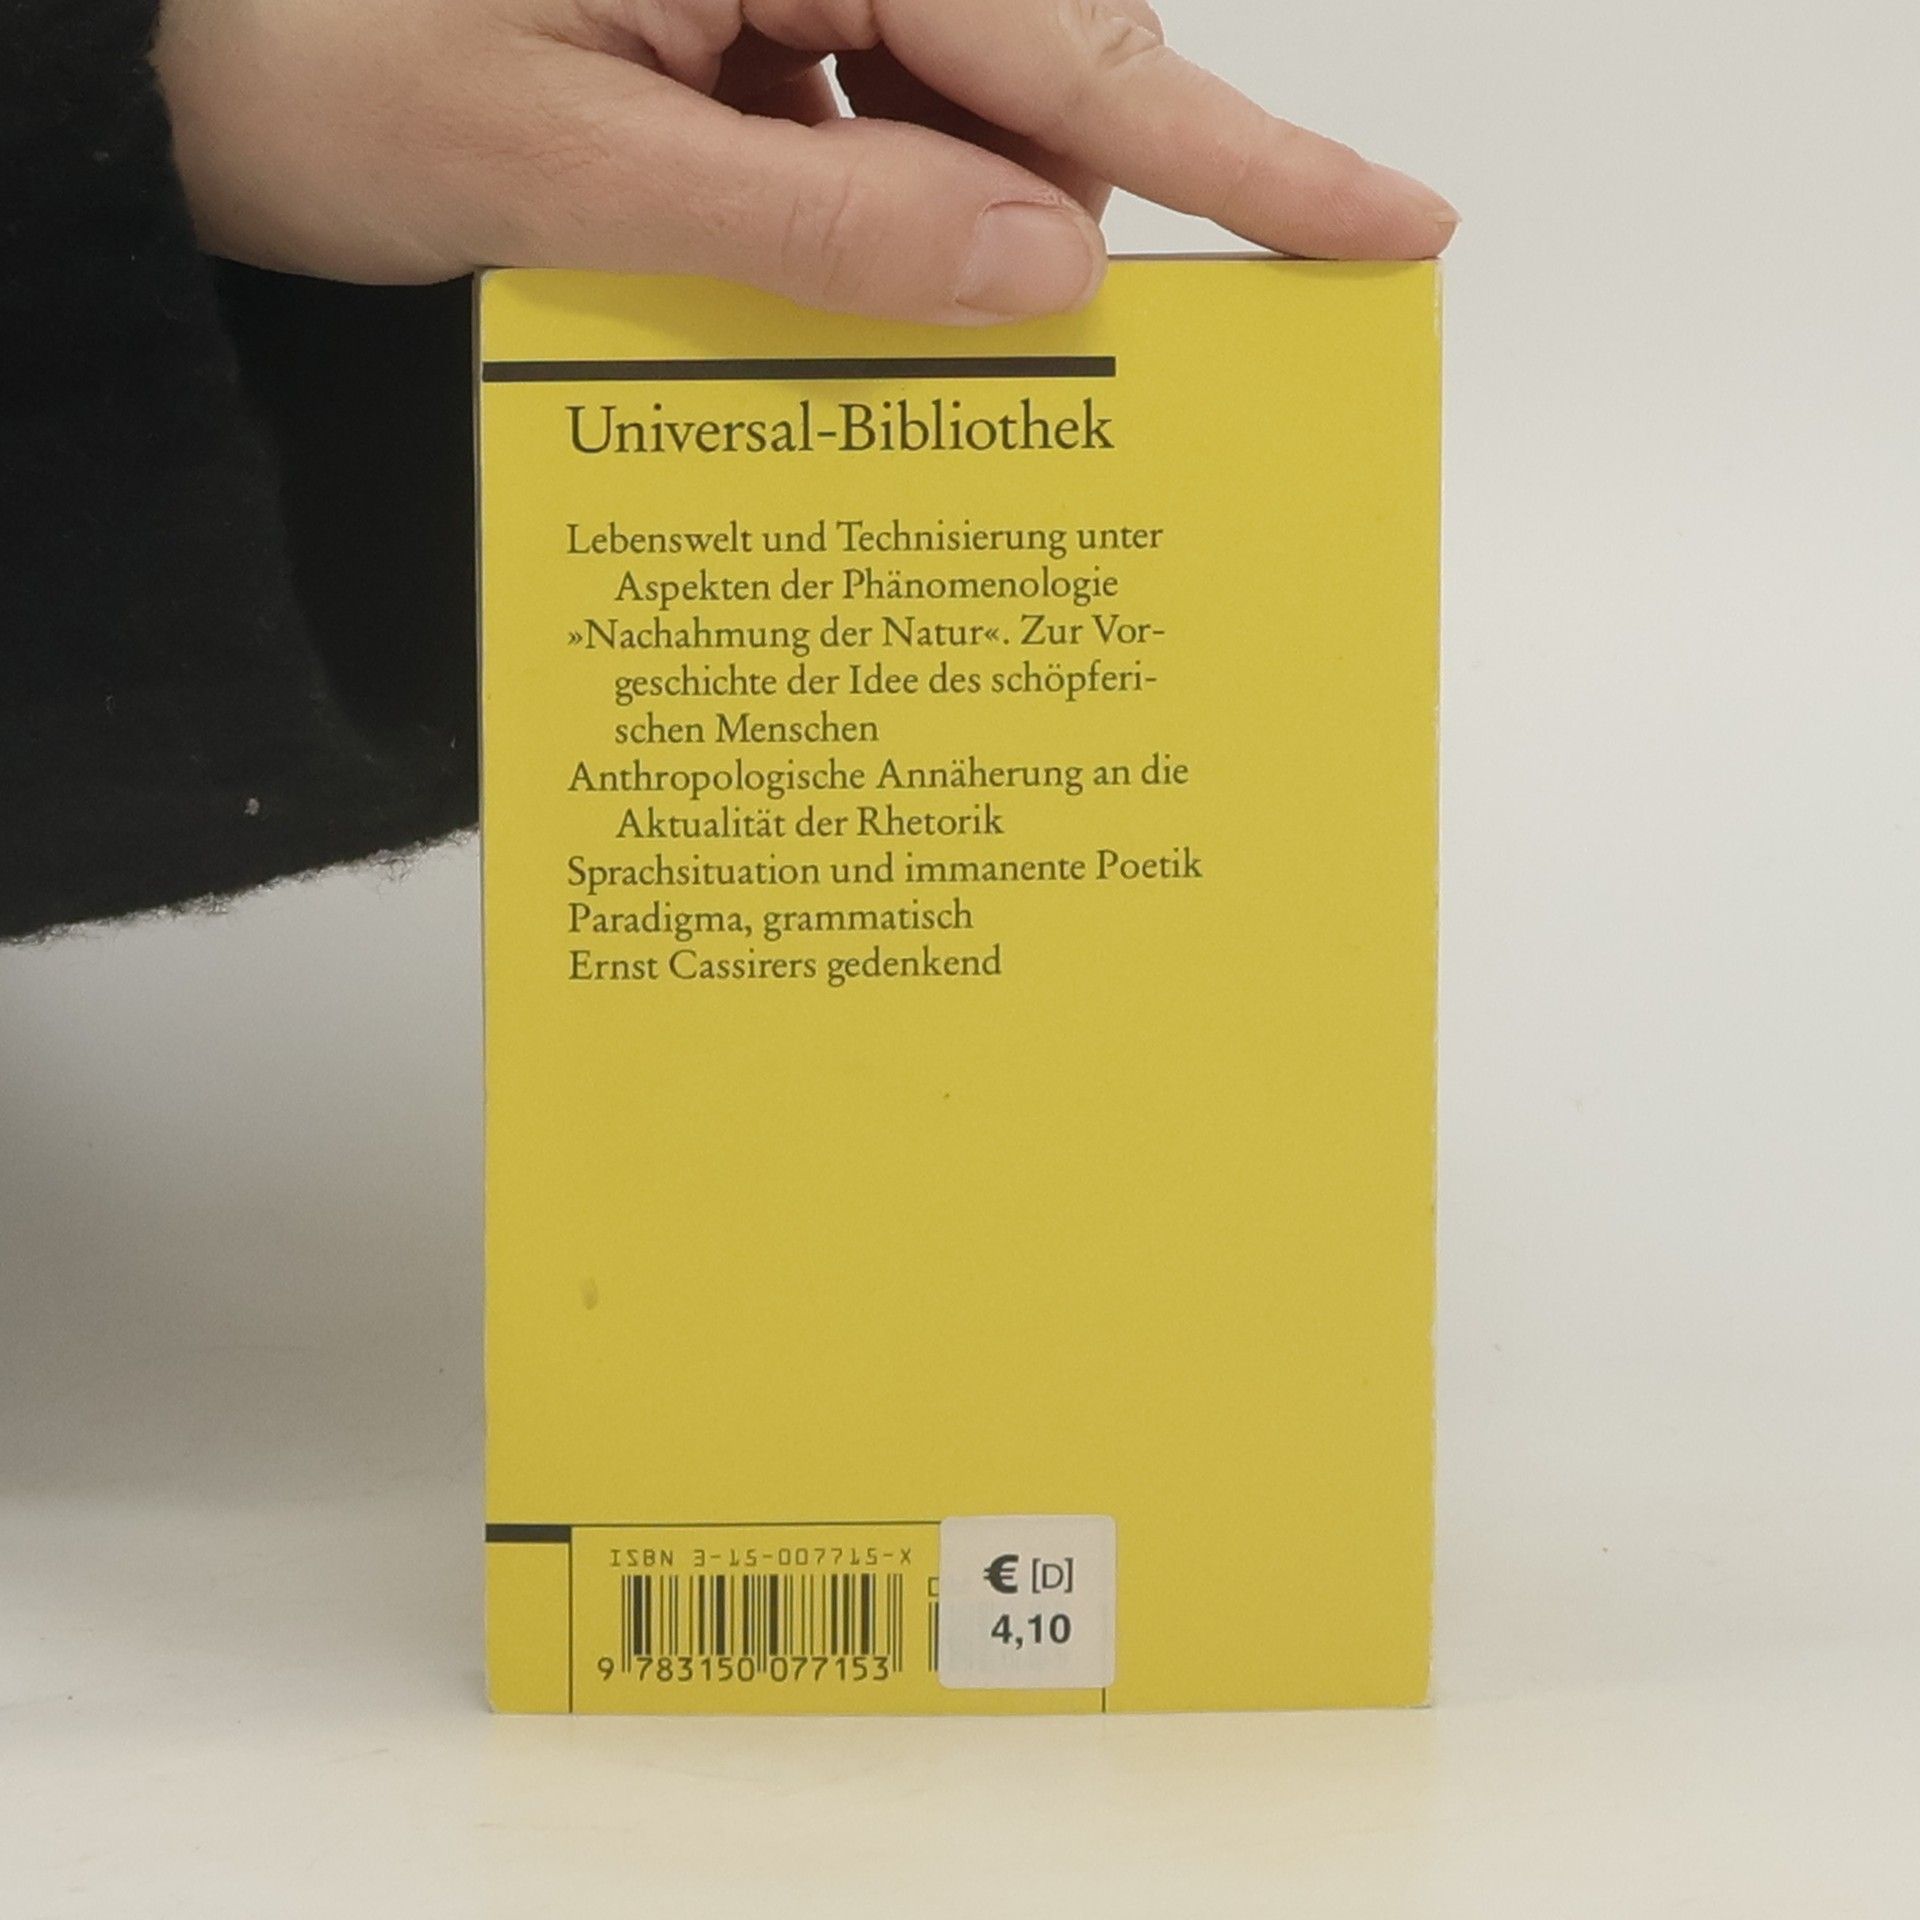 Universal-Bibliothek
Lebenswelt und Technisierung unter
Aspekten der Phänomenologie
»Nachahmung der Natur«. Zur Vor-
geschichte der Idee des schöpferi-
schen Menschen
Anthropologische Annäherung an die
Aktualität der Rhetorik
Sprachsituation und immanente Poetik
Paradigma, grammatisch
Ernst Cassirers gedenkend
ISBN 3-15-007715-X
€ [D]
4,10
9 783150 077153